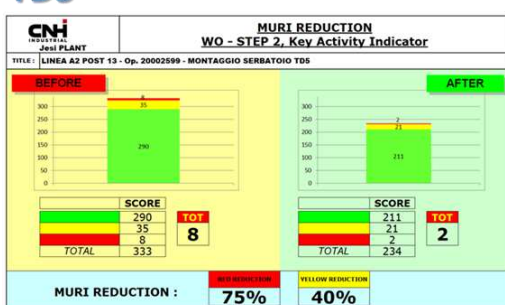 CNH
INDUSTRIAL
Jesi PLANT
MURI REDUCTION
WO - STEP 2, Key Activity Indicator
TITLE : LINEA A2 POST 13 - Op. 20002599 - MONTAGGIO SERBATOIO TD5
BEFORE
AFTER
300
250
200
150
100
50
0
8
35
290
300
250
200
150
100
50
0
2
21
211
SCORE
290
35
8
TOTAL 333
TOT
8
SCORE
211
21
2
TOTAL 234
TOT
2
MURI REDUCTION :
RED REDUCTION
75%
YELLOW REDUCTION
40%